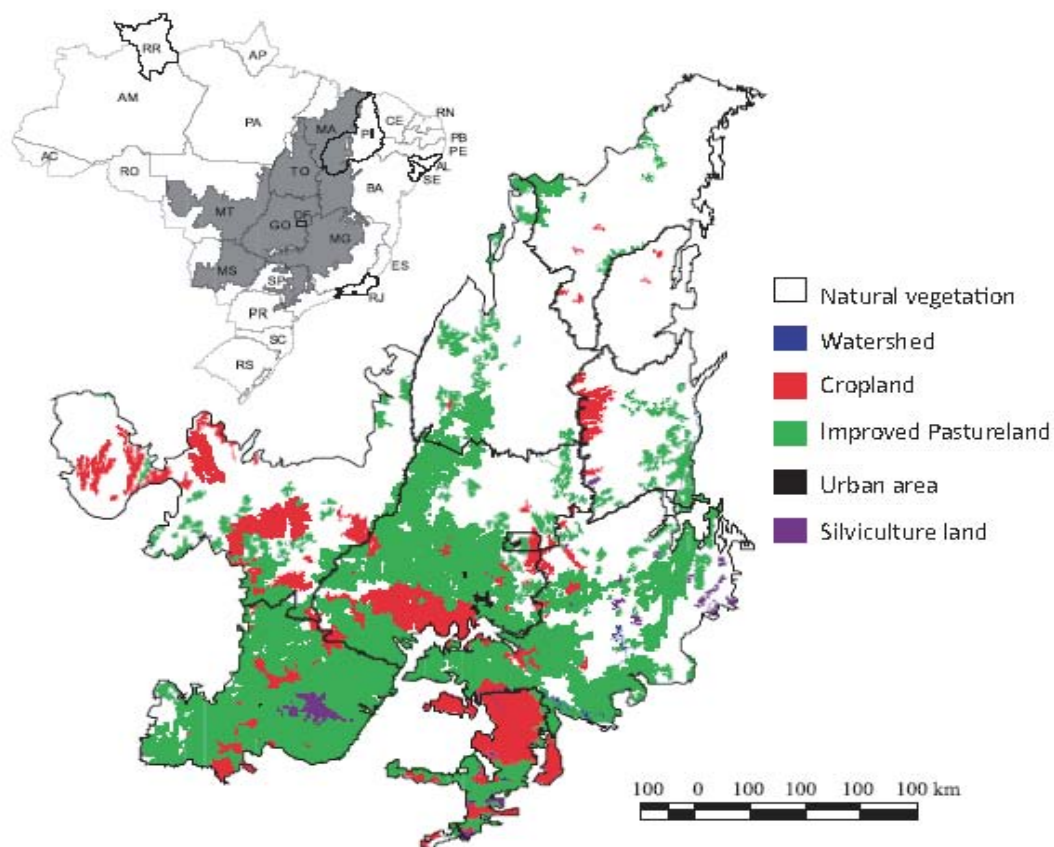 RR
AP
AM
PA
MA
CE
RN
PI
PB
PE
AC
AL
SE
TO
RO
BA
MT
DF
GO
MG
MS
ES
SP
RJ
PR
SC
RS
Natural vegetation
Watershed
Cropland
Improved Pastureland
Urban area
Silviculture land
100 0 100 100 100 100 km